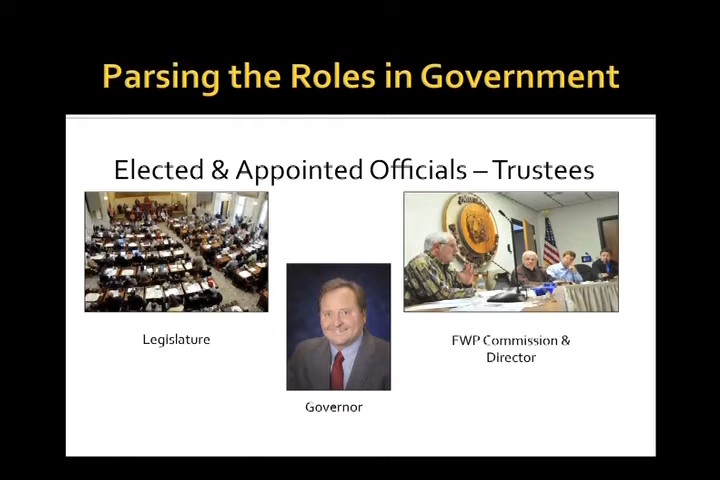 Parsing the Roles in Government
Elected & Appointed Officials – Trustees
Legislature
FWP Commission &
Director
Governor